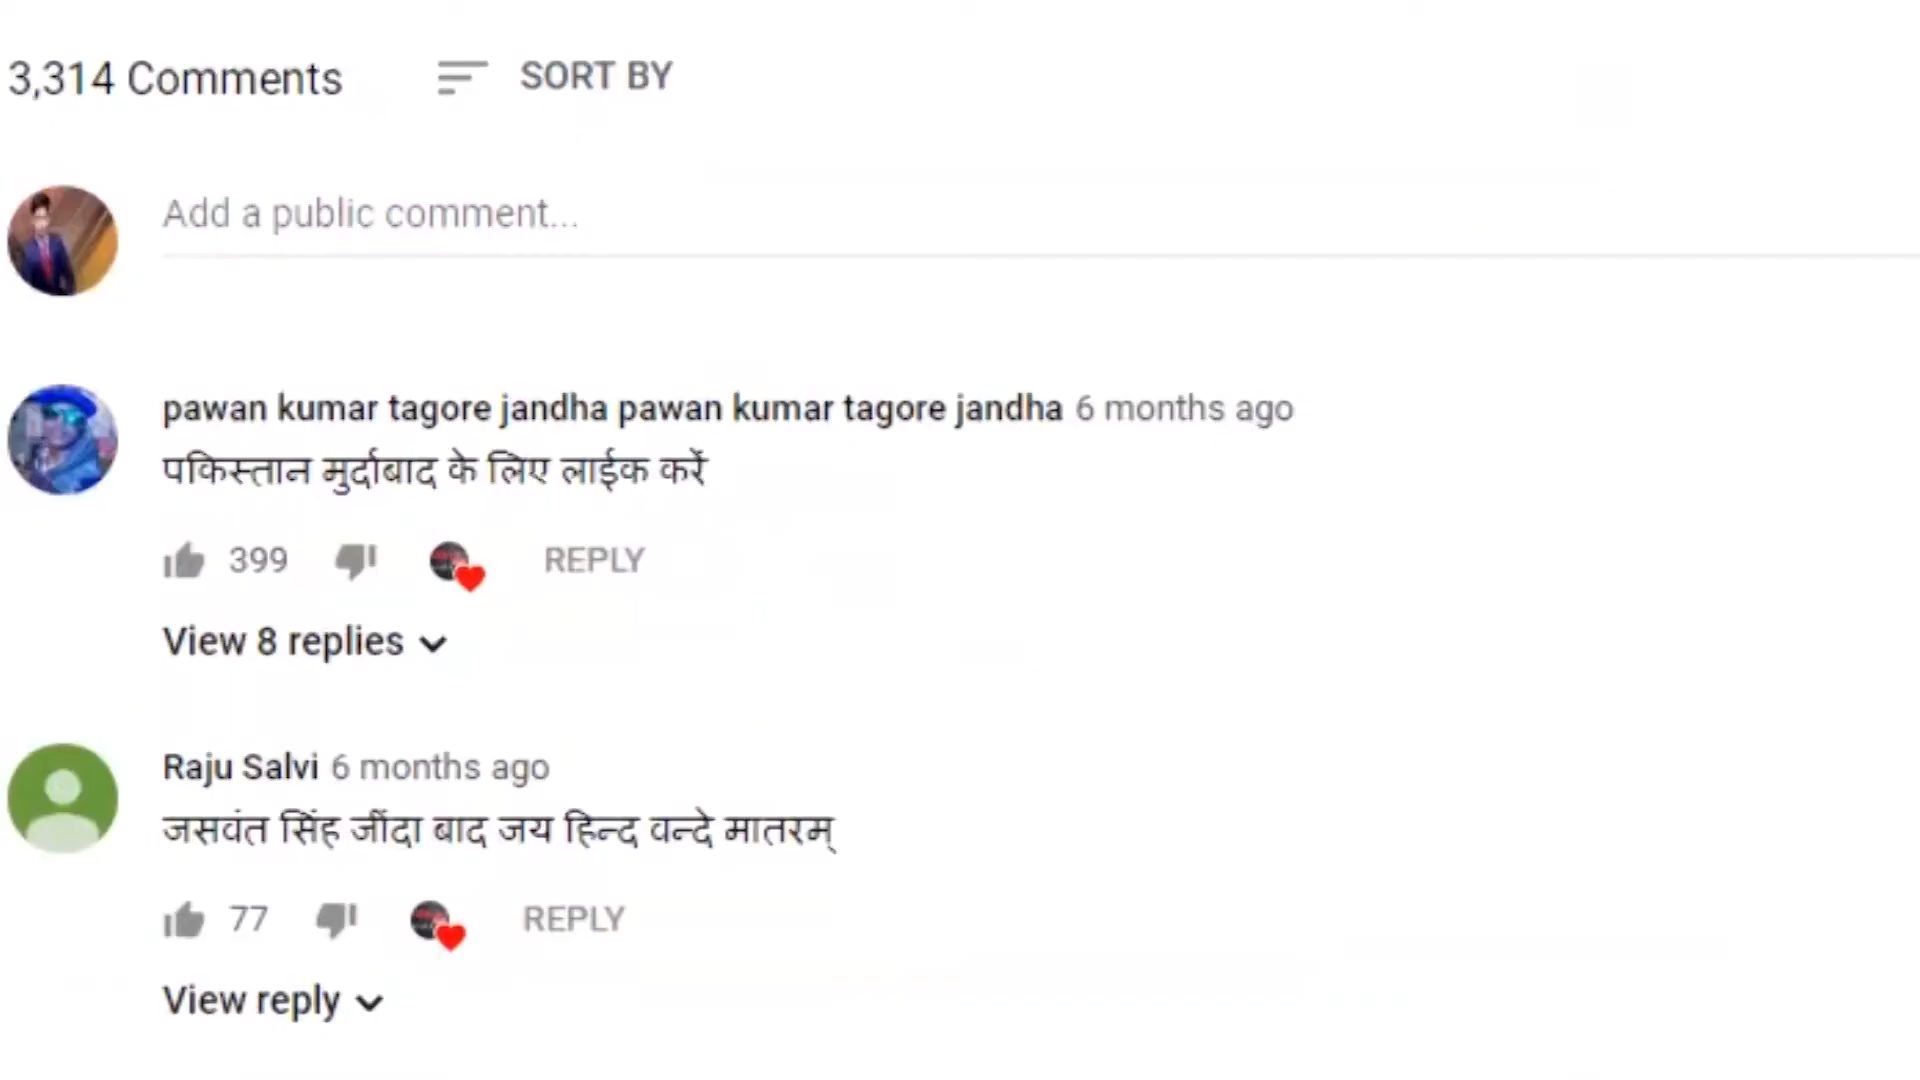 3,314 Comments SORT BY
Add a public comment...
pawan kumar tagore jandha pawan kumar tagore jandha 6 months ago
पकिस्तान मुर्दाबाद के लिए लाईक करें
399 REPLY
View 8 replies
Raju Salvi 6 months ago
जसवंत सिंह जींदा बाद जय हिन्द वन्दे मातरम्
77 REPLY
View reply